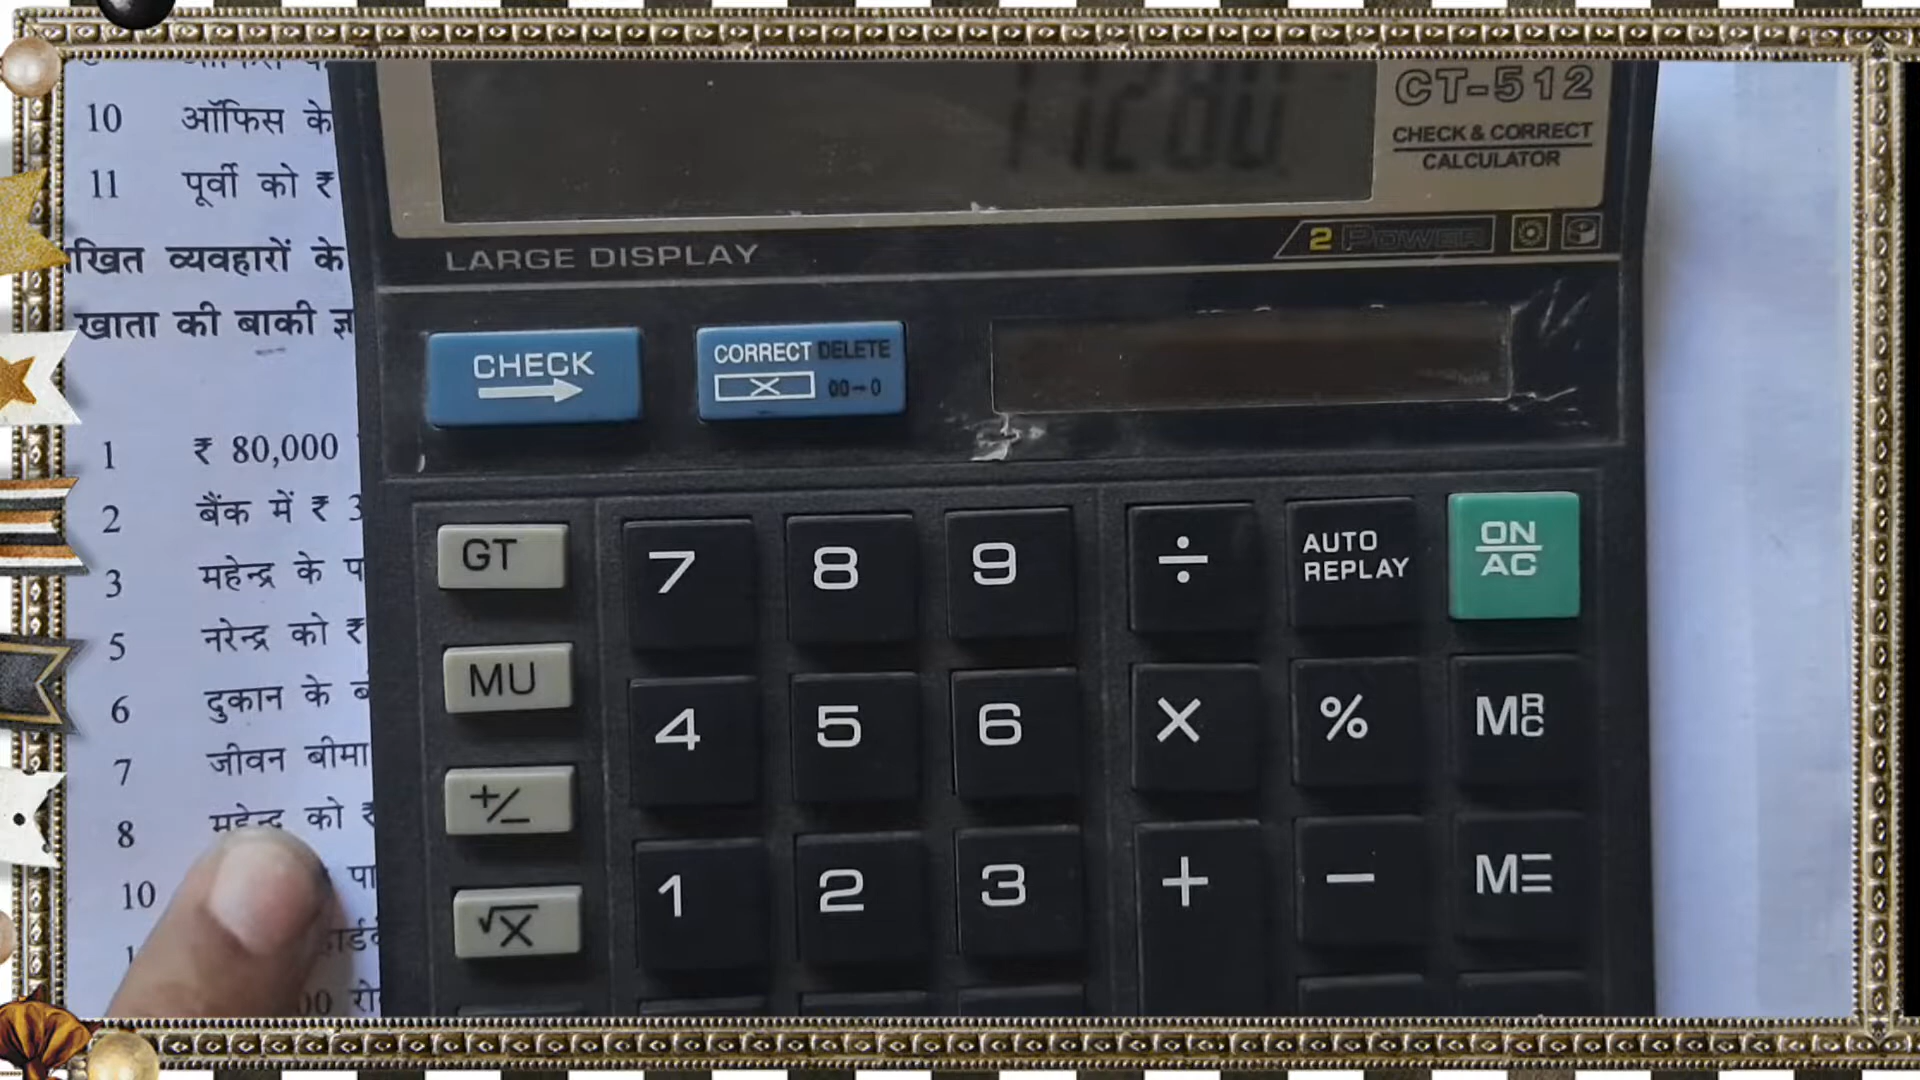 10 ऑफिस के
11 पूर्वी को ₹
खित व्यवहारों के
खाता की बाकी
1 ₹ 80,000
2 बैंक में ₹ 3
3 महेन्द्र के प
5 नरेन्द्र को ₹
6 दुकान के ब
7 जीवन बीमा
8 महेन्द्र को ₹
10 पा
CT-512
CHECK & CORRECT
CALCULATOR
LARGE DISPLAY
2 POWER
CHECK
CORRECT DELETE
00→0
GT 7 8 9 ÷ AUTO REPLAY ON/AC
MU 4 5 6 × % MRC
+/− 1 2 3 + − M=
√X